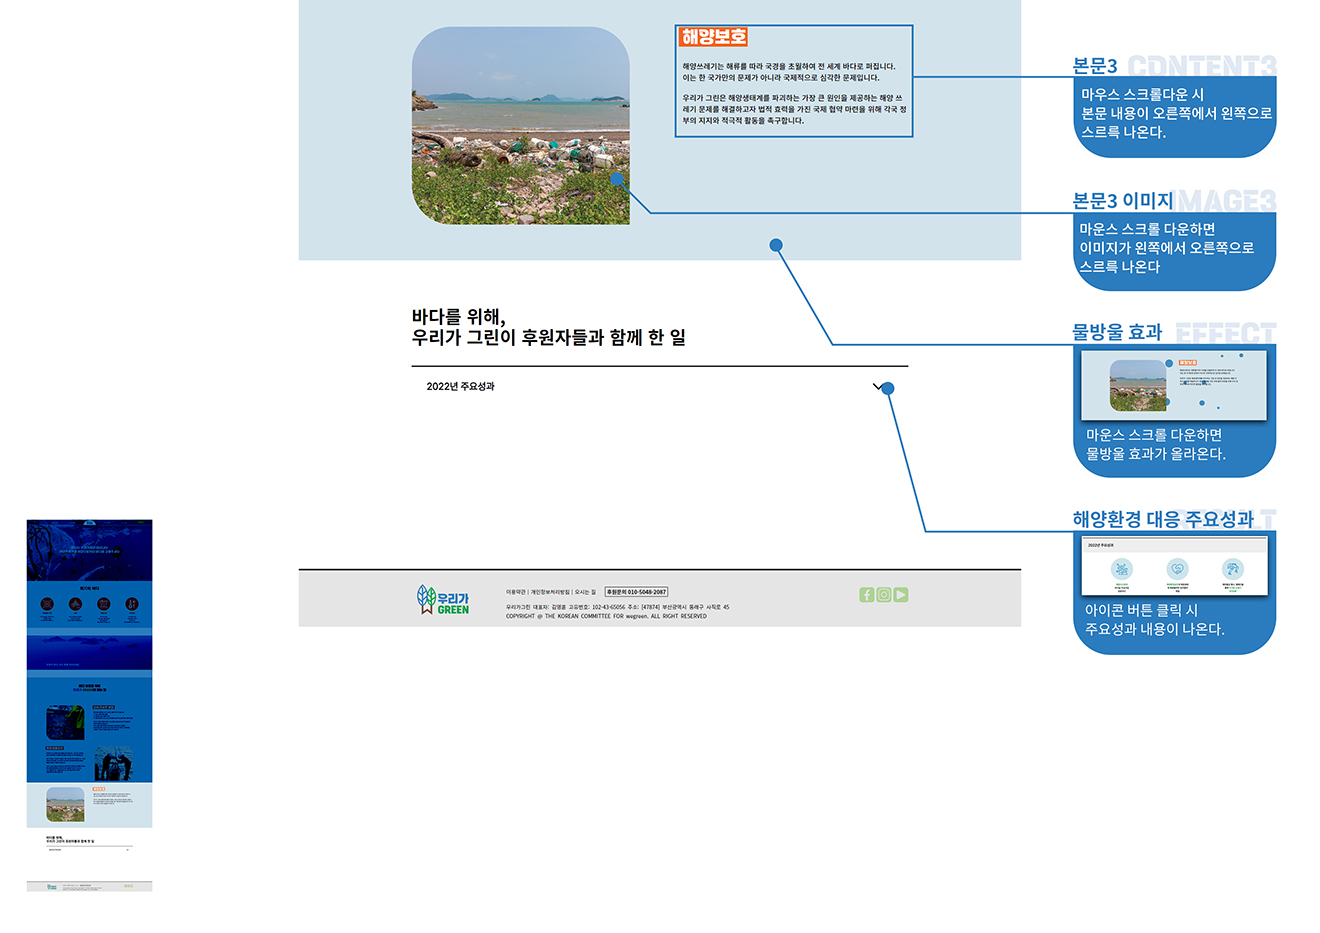 해양보호
해양쓰레기는 해류를 따라 국경을 초월하여 전 세계 바다로 퍼집니다.
이는 한 국가만의 문제가 아니라 국제적으로 심각한 문제입니다.
우리가 그린은 해양생태계를 파괴하는 가장 큰 원인을 제공하는 해양 쓰
레기 문제를 해결하고자 법적 효력을 가진 국제 협약 마련을 위해 각국 정
부의 지지와 적극적 활동을 촉구합니다.
본문3 CONTENT3
마우스 스크롤다운 시
본문 내용이 오른쪽에서 왼쪽으로
스르륵 나온다.
본문3 이미지 IMAGE3
마운스 스크롤 다운하면
이미지가 왼쪽에서 오른쪽으로
스르륵 나온다
바다를 위해,
우리가 그린이 후원자들과 함께 한 일
2022년 주요성과
물방울 효과 EFFECT
해양보호
마운스 스크롤 다운하면
물방울 효과가 올라온다.
해양환경 대응 주요성과 RESULT
2022년 주요성과
아이콘 버튼 클릭 시
주요성과 내용이 나온다.
우리가
GREEN
이용약관 | 개인정보처리방침 | 오시는 길 후원문의 010-5048-2087
우리가그린 대표자: 김영훈 고유번호: 102-43-65056 주소: [47874] 부산광역시 동래구 사직로 45
COPYRIGHT @ THE KOREAN COMMITTEE FOR wegreen. ALL RIGHT RESERVED
바다를 위해,
우리가 그린이 후원자들과 함께 한 일